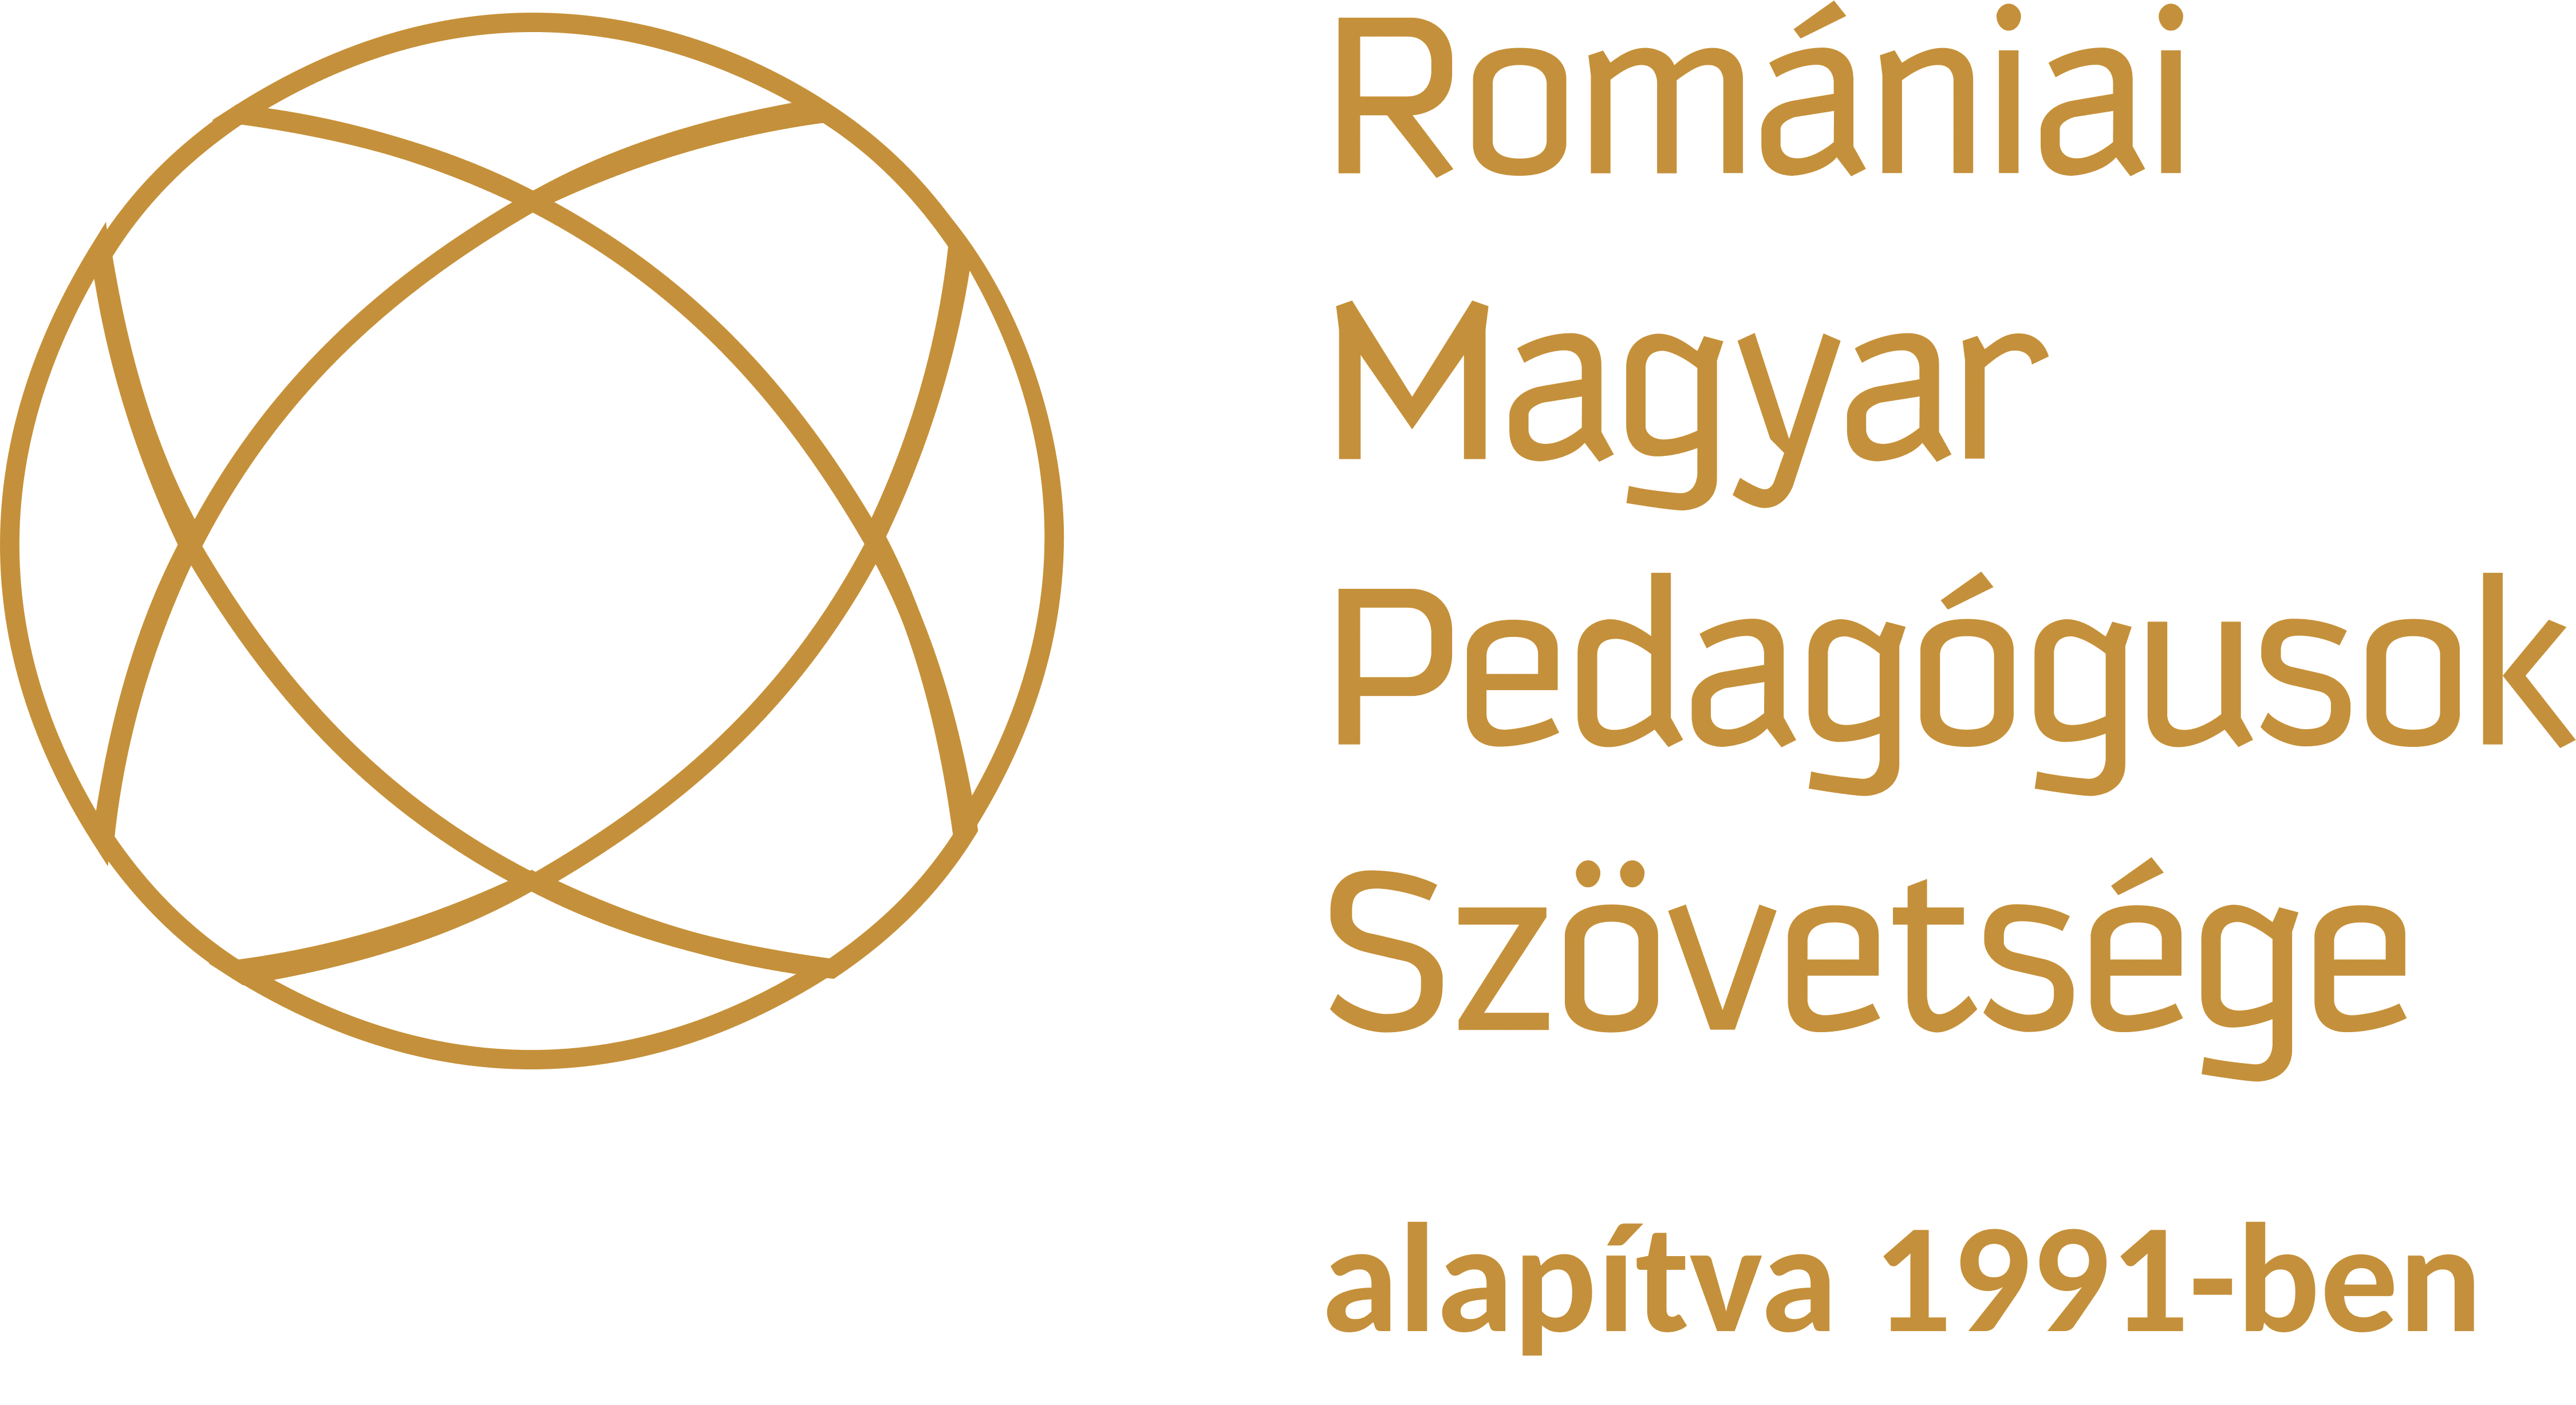 Romániai
Magyar
Pedagógusok
Szövetsége
alapítva 1991-ben